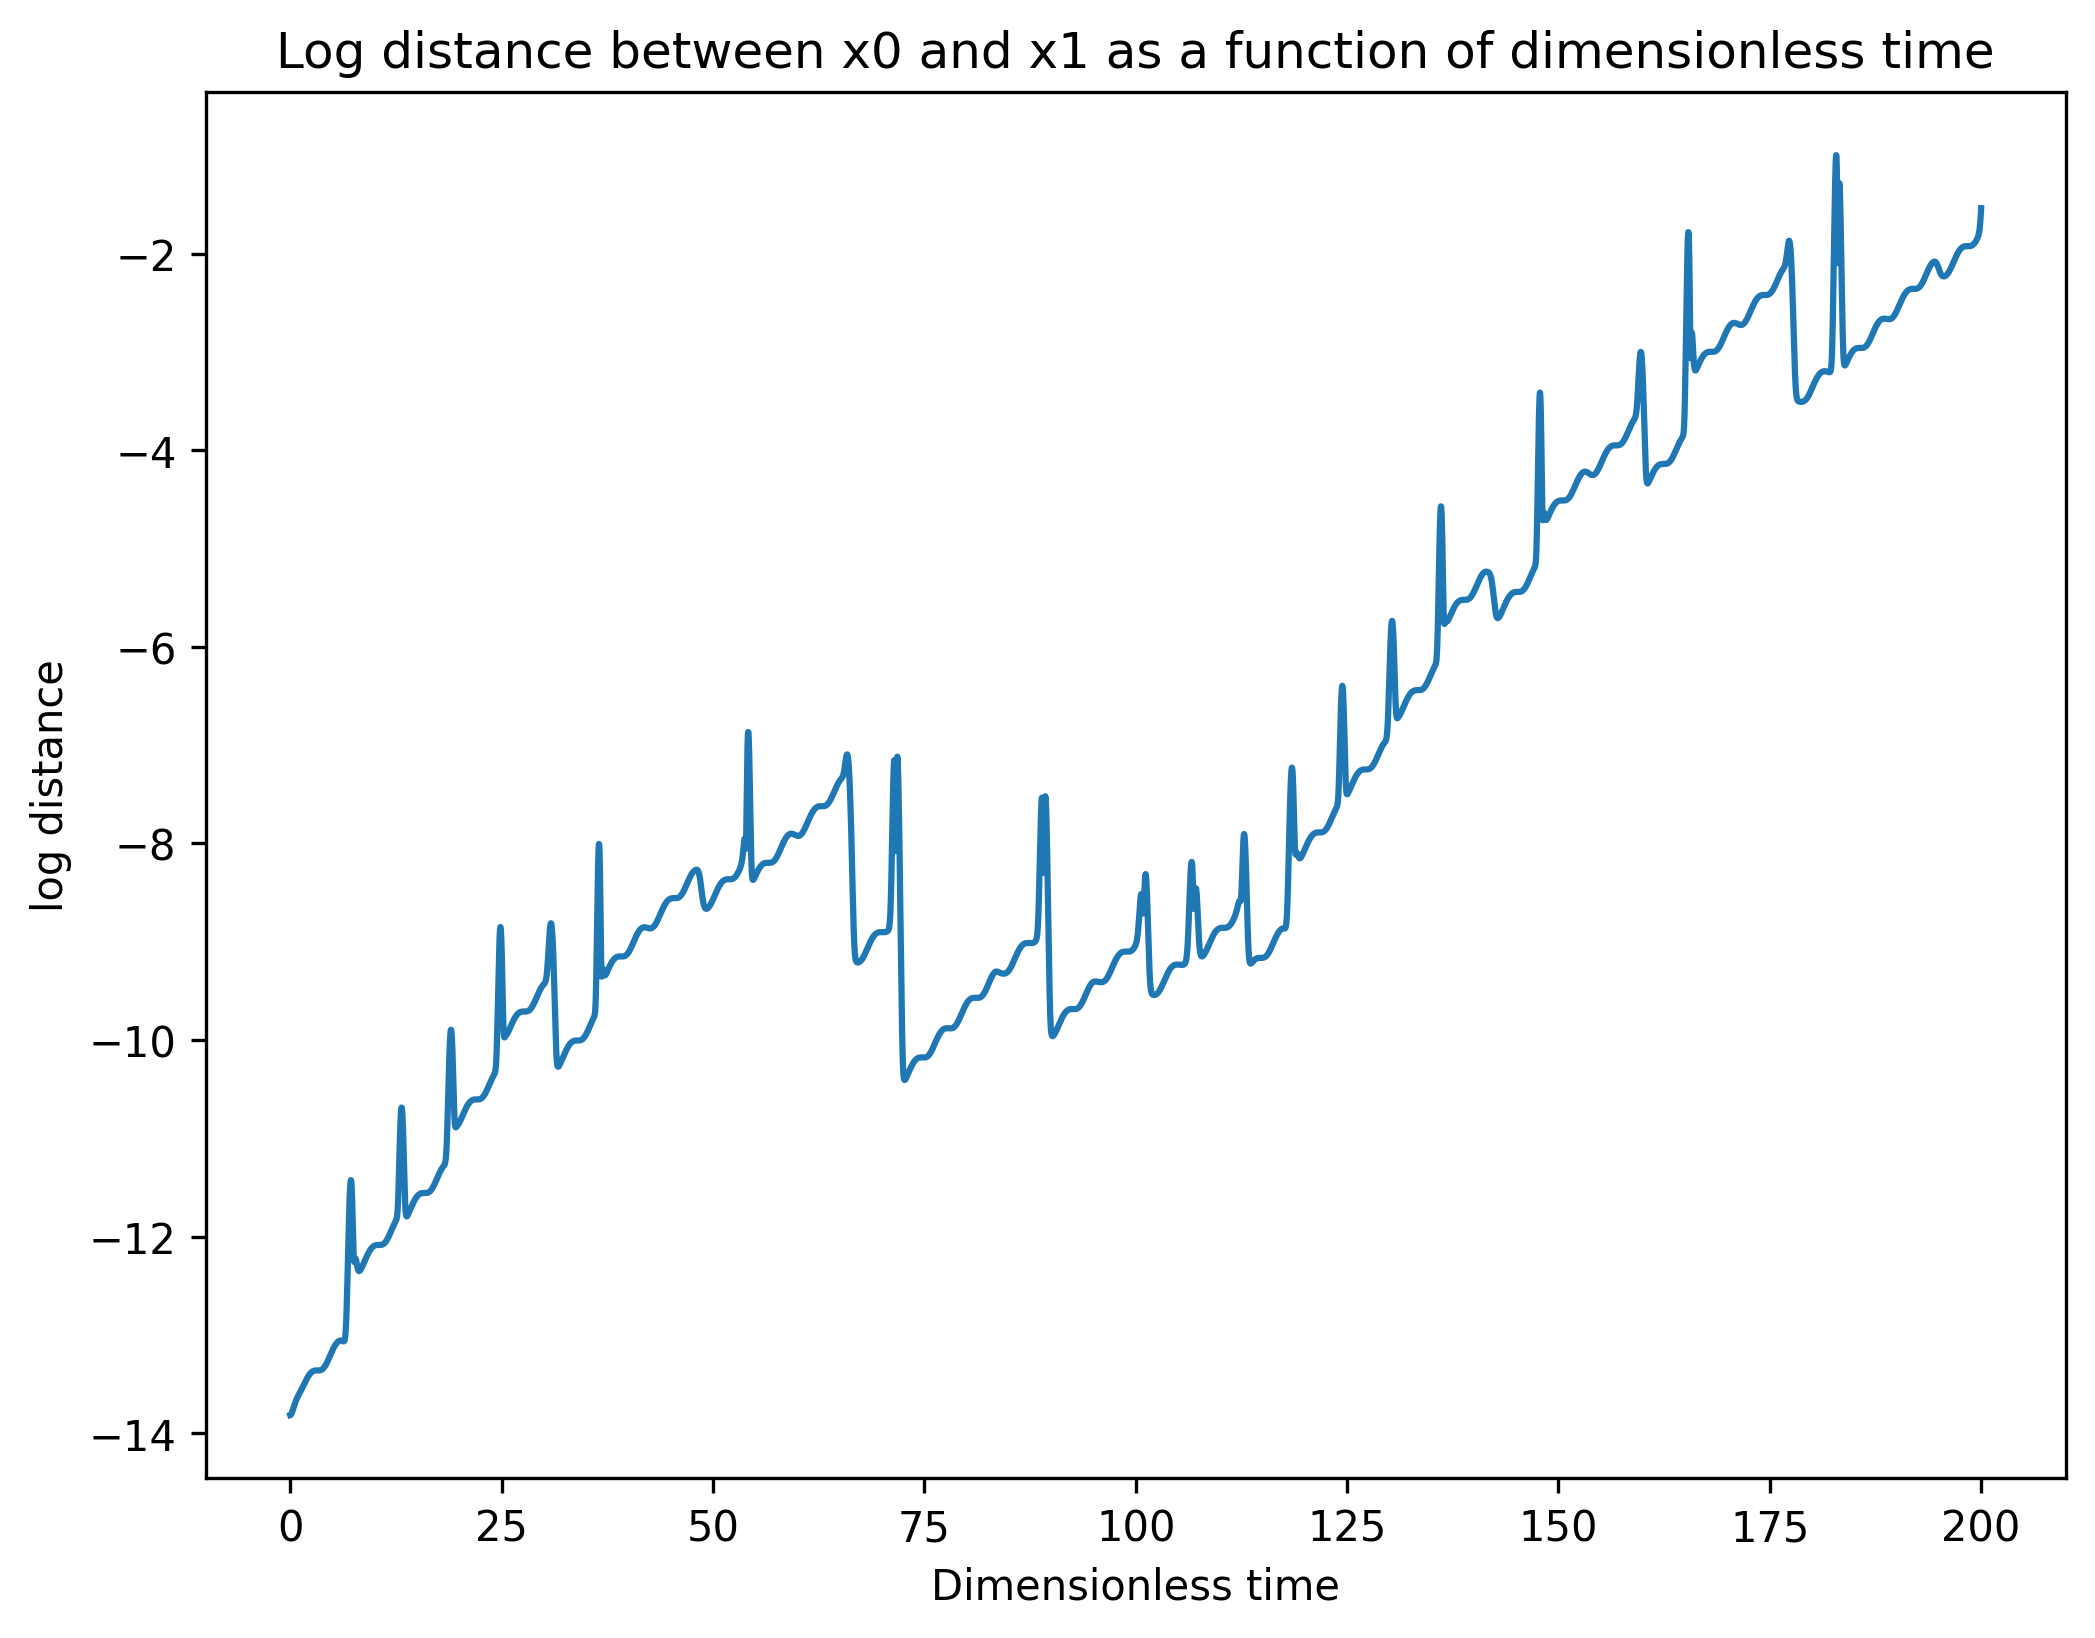 Log distance between x0 and x1 as a function of dimensionless time
log distance
−2
−4
−6
−8
−10
−12
−14
0 25 50 75 100 125 150 175 200
Dimensionless time